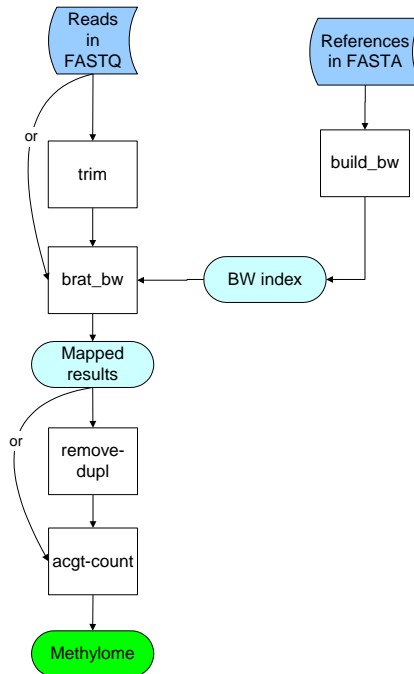 Reads
in
FASTQ
References
in FASTA
or
trim
build_bw
brat_bw
BW index
Mapped
results
or
remove-
dupl
acgt-count
Methylome